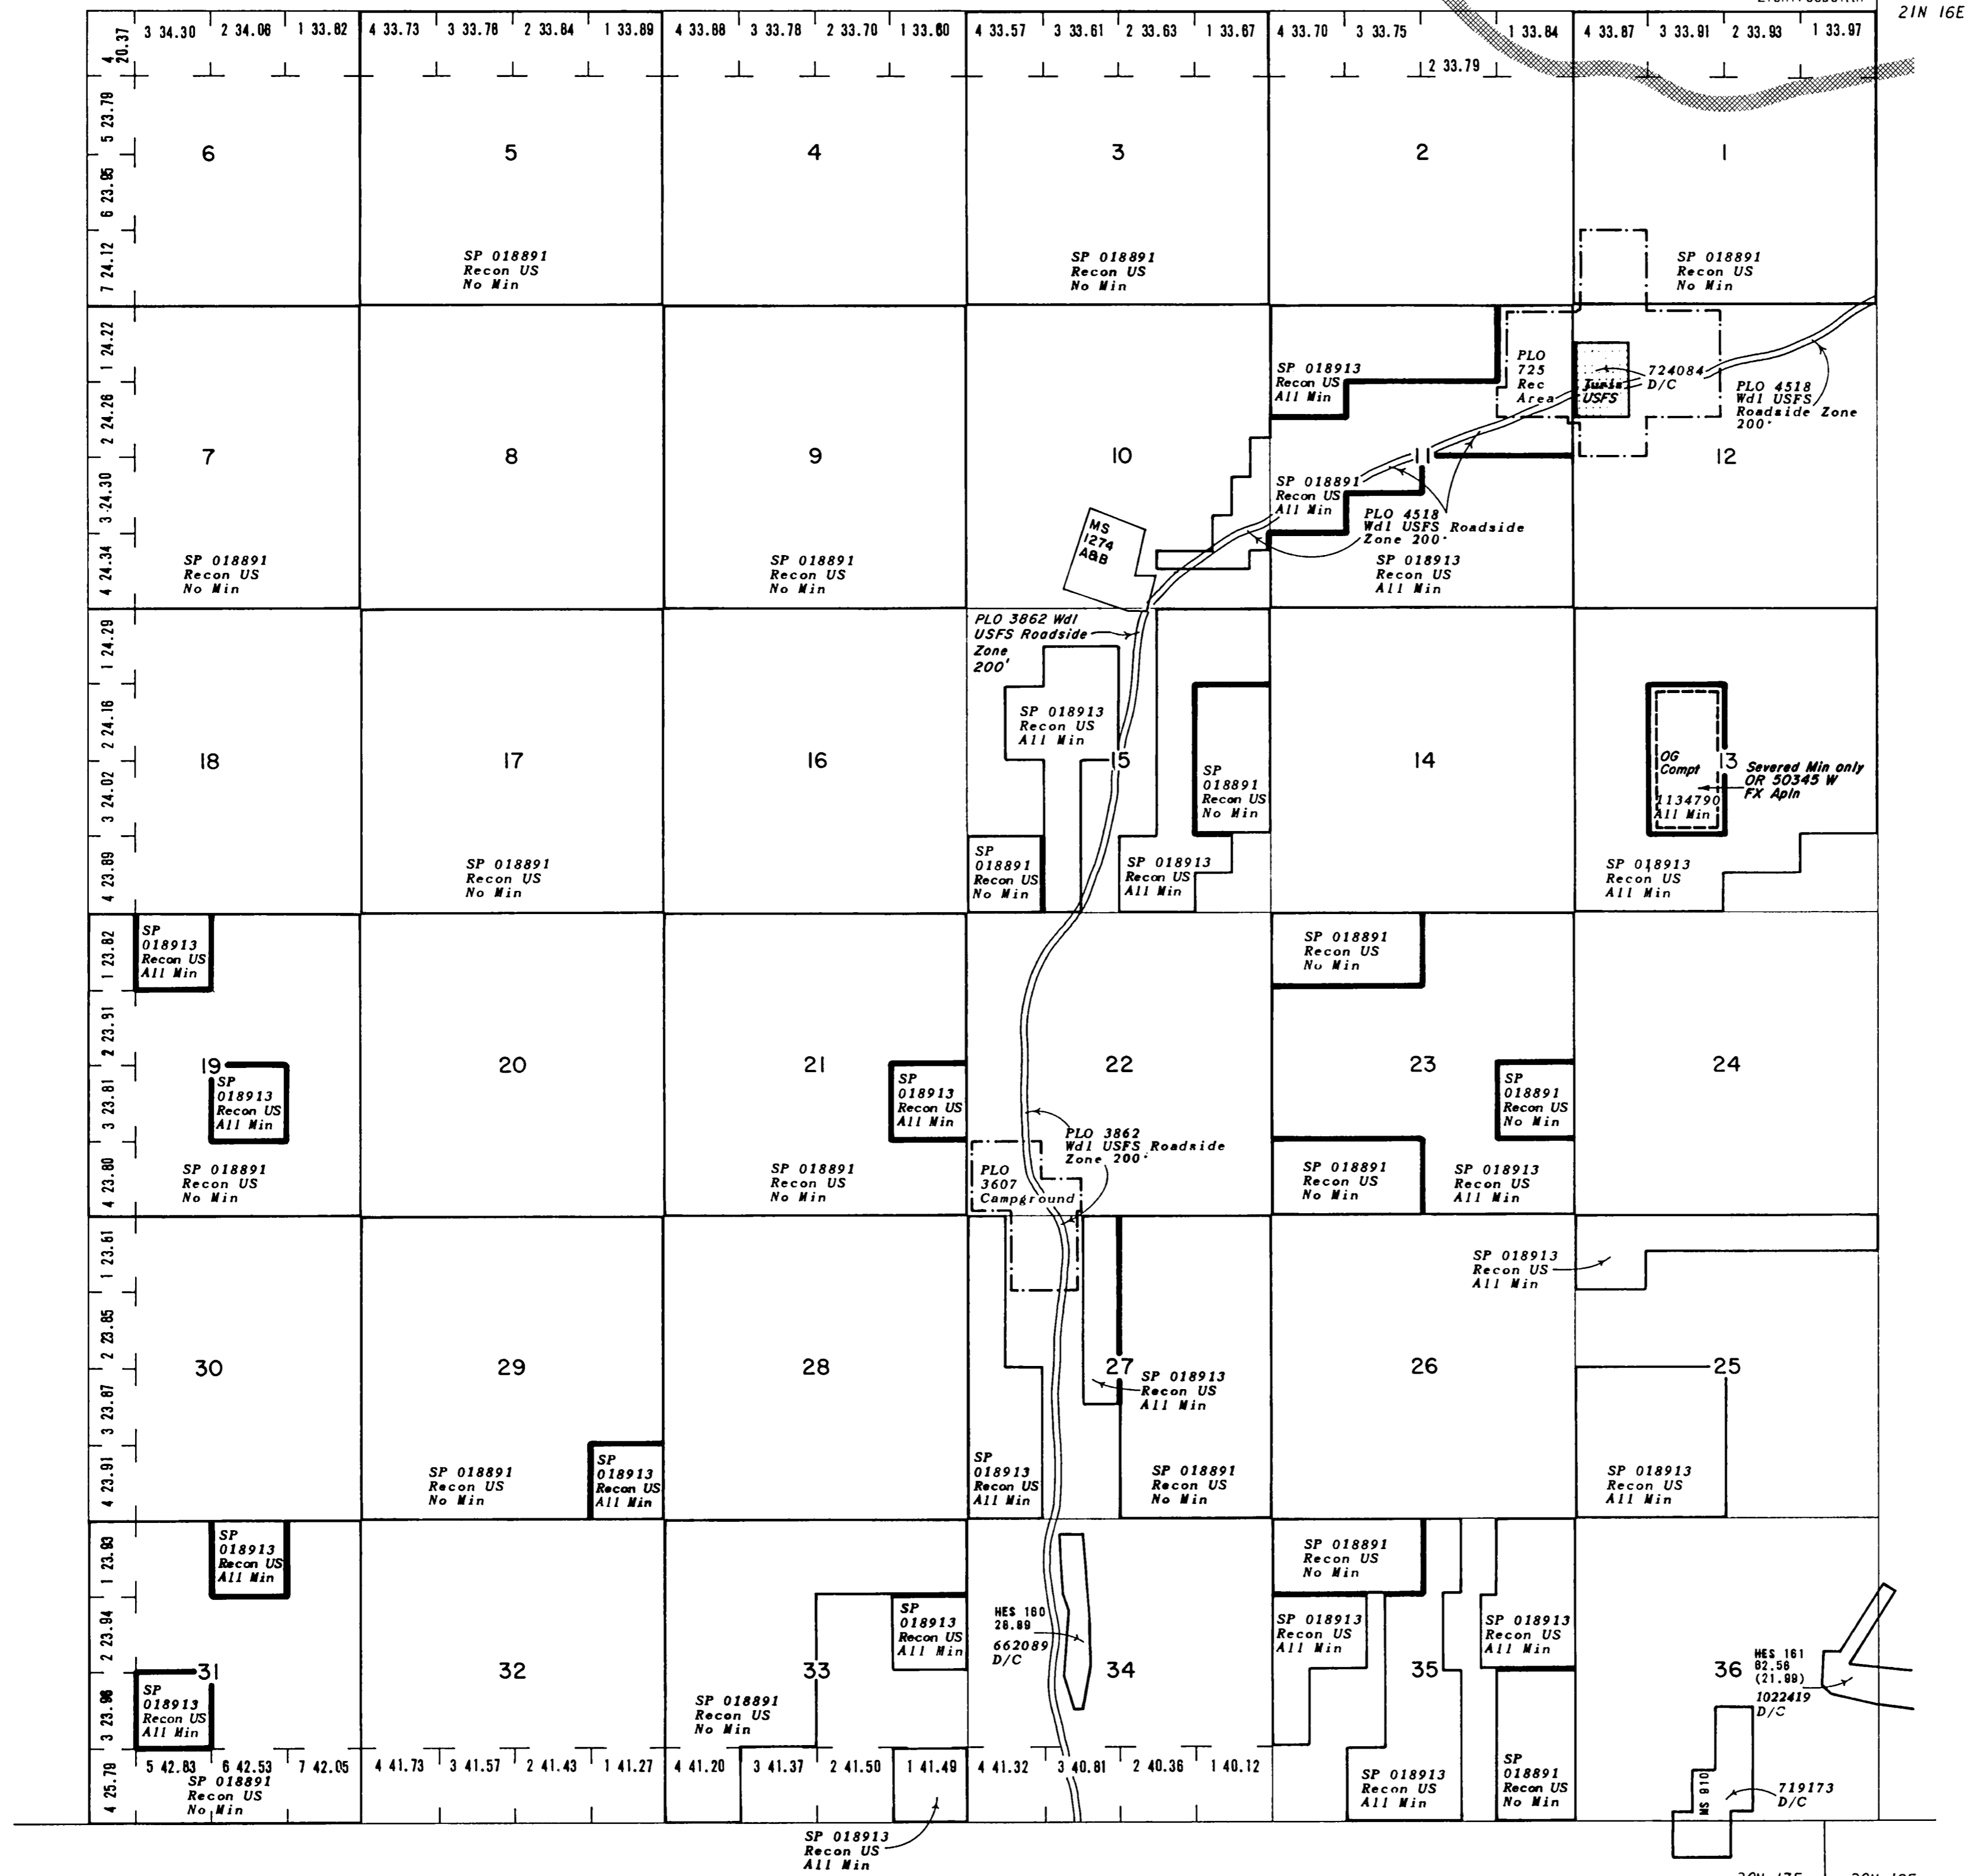 21N 16E
3 34.30 2 34.06 1 33.82 4 33.73 3 33.78 2 33.84 1 33.89 4 33.88 3 33.78 2 33.70 1 33.60 4 33.57 3 33.61 2 33.63 1 33.67 4 33.70 3 33.75 1 33.84 4 33.87 3 33.91 2 33.93 1 33.97
2 33.79
4 20.37
5 23.79
6 23.95
7 24.12
6 5 4 3 2 1
SP 018891
Recon US
No Min
SP 018891
Recon US
No Min
SP 018891
Recon US
No Min
1 24.22
2 24.26
3 24.30
4 24.34
7 8 9 10 11 12
SP 018913
Recon US
All Min
PLO
725
Rec
Area
Juris
USFS
724084
D/C
PLO 4518
Wdl USFS
Roadside Zone
200'
SP 018891
Recon US
All Min
PLO 4518
Wdl USFS Roadside
Zone 200'
MS
1274
A&B
SP 018891
Recon US
No Min
SP 018891
Recon US
No Min
SP 018913
Recon US
All Min
1 24.29
2 24.16
3 24.02
4 23.89
PLO 3862 Wdl
USFS Roadside
Zone
200'
SP 018913
Recon US
All Min
18 17 16 15 14 13
SP
018891
Recon US
No Min
OG
Compt
1134790
All Min
Severed Min only
OR 50345 W
FX Apln
SP 018891
Recon US
No Min
SP
018891
Recon US
No Min
SP 018913
Recon US
All Min
SP 018913
Recon US
All Min
1 23.82
2 23.91
3 23.81
4 23.80
SP
018913
Recon US
All Min
SP 018891
Recon US
No Min
19 20 21 22 23 24
SP
018913
Recon US
All Min
SP
018913
Recon US
All Min
SP
018891
Recon US
No Min
PLO 3862
Wdl USFS Roadside
Zone 200'
PLO
3607
Campground
SP 018891
Recon US
No Min
SP 018891
Recon US
No Min
SP 018891
Recon US
No Min
SP 018913
Recon US
All Min
1 23.61
2 23.85
3 23.87
4 23.91
SP 018913
Recon US
All Min
30 29 28 27 26 25
SP 018913
Recon US
All Min
SP 018891
Recon US
No Min
SP
018913
Recon US
All Min
SP
018913
Recon US
All Min
SP 018891
Recon US
No Min
SP 018913
Recon US
All Min
1 23.93
2 23.94
3 23.96
4 25.79
SP
018913
Recon US
All Min
SP 018891
Recon US
No Min
SP
018913
Recon US
All Min
HES 160
28.89
662089
D/C
SP 018913
Recon US
All Min
SP 018913
Recon US
All Min
31 32 33 34 35 36
HES 161
62.56
(21.99)
1022419
D/C
SP
018913
Recon US
All Min
SP 018891
Recon US
No Min
5 42.83 6 42.53 7 42.05 4 41.73 3 41.57 2 41.43 1 41.27 4 41.20 3 41.37 2 41.50 1 41.49 4 41.32 3 40.81 2 40.36 1 40.12
SP 018891
Recon US
No Min
SP 018913
Recon US
All Min
SP
018891
Recon US
No Min
MS 910
719173
D/C
SP 018913
Recon US
All Min